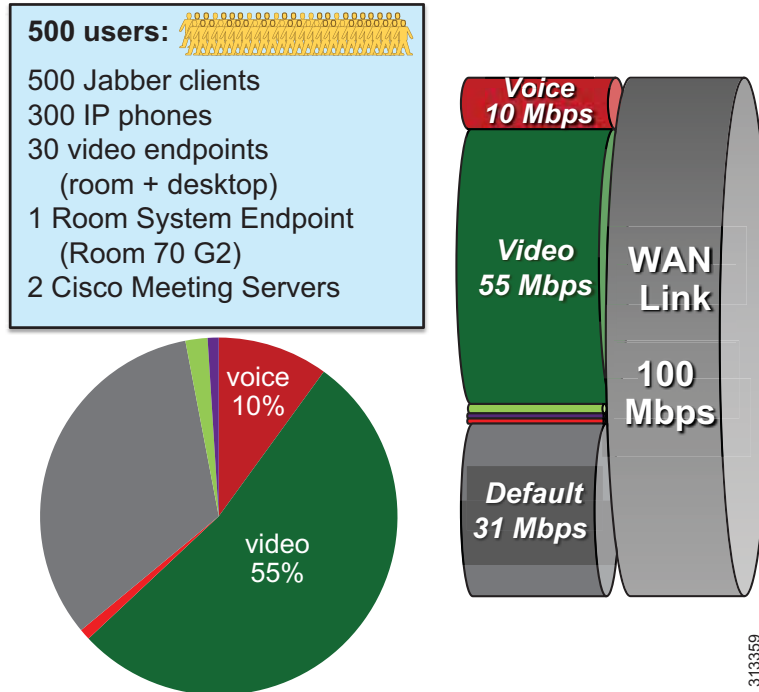 500 users:
500 Jabber clients
300 IP phones
30 video endpoints
(room + desktop)
1 Room System Endpoint
(Room 70 G2)
2 Cisco Meeting Servers
voice
10%
video
55%
Voice
10 Mbps
Video
55 Mbps
Default
31 Mbps
WAN
Link
100
Mbps
313359